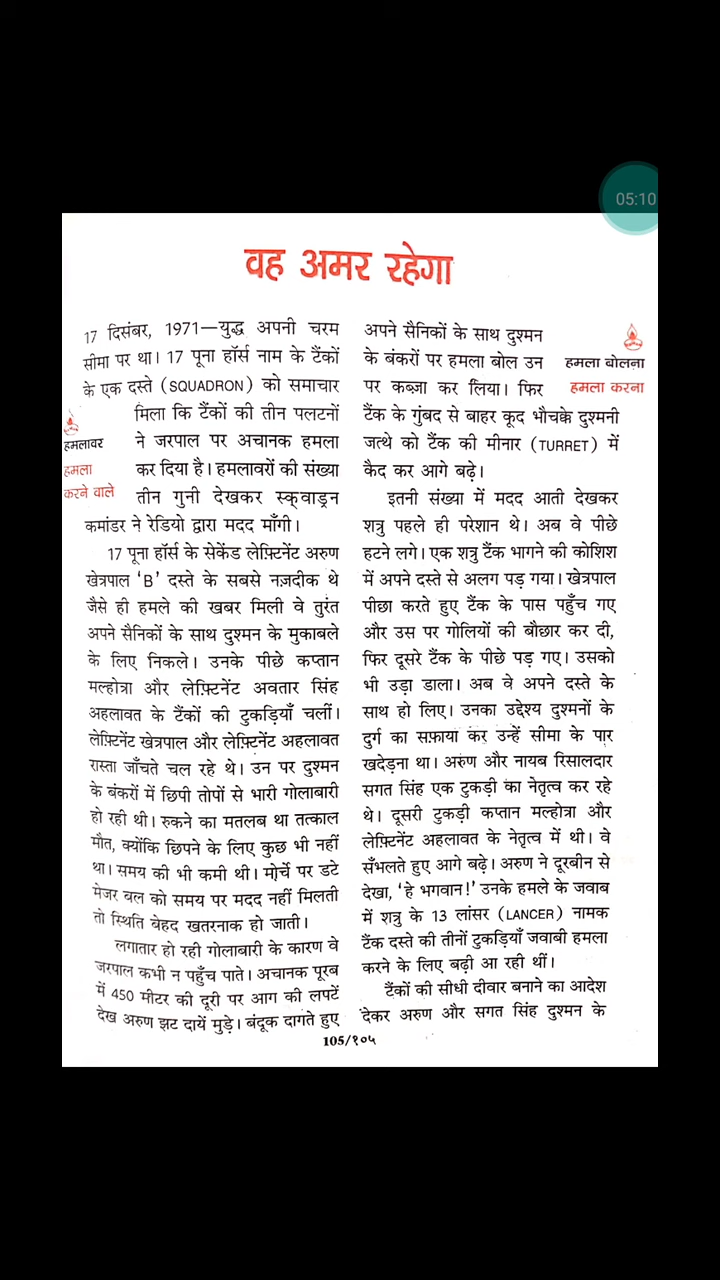 05:10
वह अमर रहेगा
17 दिसंबर, 1971—युद्ध अपनी चरम
सीमा पर था। 17 पूना हॉर्स नाम के टैंकों
के एक दस्ते (SQUADRON) को समाचार
मिला कि टैंकों की तीन पलटनों
ने जरपाल पर अचानक हमला
कर दिया है। हमलावरों की संख्या
तीन गुनी देखकर स्क्वाड्रन
कमांडर ने रेडियो द्वारा मदद माँगी।
हमलावर
हमला
करने वाले
17 पूना हॉर्स के सेकेंड लेफ़्टिनेंट अरुण
खेत्रपाल ‘B’ दस्ते के सबसे नज़दीक थे
जैसे ही हमले की खबर मिली वे तुरंत
अपने सैनिकों के साथ दुश्मन के मुकाबले
के लिए निकले। उनके पीछे कप्तान
मल्होत्रा और लेफ़्टिनेंट अवतार सिंह
अहलावत के टैंकों की टुकड़ियाँ चलीं।
लेफ़्टिनेंट खेत्रपाल और लेफ़्टिनेंट अहलावत
रास्ता जाँचते चल रहे थे। उन पर दुश्मन
के बंकरों में छिपी तोपों से भारी गोलाबारी
हो रही थी। रुकने का मतलब था तत्काल
मौत, क्योंकि छिपने के लिए कुछ भी नहीं
था। समय की भी कमी थी। मोर्चे पर डटे
मेजर बल को समय पर मदद नहीं मिलती
तो स्थिति बेहद खतरनाक हो जाती।
लगातार हो रही गोलाबारी के कारण वे
जरपाल कभी न पहुँच पाते। अचानक पूरब
में 450 मीटर की दूरी पर आग की लपटें
देख अरुण झट दायें मुड़े। बंदूक दागते हुए
अपने सैनिकों के साथ दुश्मन
के बंकरों पर हमला बोल उन
पर कब्ज़ा कर लिया। फिर
टैंक के गुंबद से बाहर कूद भौचक्के दुश्मनी
जत्थे को टैंक की मीनार (TURRET) में
कैद कर आगे बढ़े।
हमला बोलना
हमला करना
इतनी संख्या में मदद आती देखकर
शत्रु पहले ही परेशान थे। अब वे पीछे
हटने लगे। एक शत्रु टैंक भागने की कोशिश
में अपने दस्ते से अलग पड़ गया। खेत्रपाल
पीछा करते हुए टैंक के पास पहुँच गए
और उस पर गोलियों की बौछार कर दी,
फिर दूसरे टैंक के पीछे पड़ गए। उसको
भी उड़ा डाला। अब वे अपने दस्ते के
साथ हो लिए। उनका उद्देश्य दुश्मनों के
दुर्ग का सफ़ाया कर उन्हें सीमा के पार
खदेड़ना था। अरुण और नायब रिसालदार
सगत सिंह एक टुकड़ी का नेतृत्व कर रहे
थे। दूसरी टुकड़ी कप्तान मल्होत्रा और
लेफ़्टिनेंट अहलावत के नेतृत्व में थी। वे
सँभलते हुए आगे बढ़े। अरुण ने दूरबीन से
देखा, ‘हे भगवान!’ उनके हमले के जवाब
में शत्रु के 13 लांसर (LANCER) नामक
टैंक दस्ते की तीनों टुकड़ियाँ जवाबी हमला
करने के लिए बढ़ी आ रही थीं।
टैंकों की सीधी दीवार बनाने का आदेश
देकर अरुण और सगत सिंह दुश्मन के
105/१०५